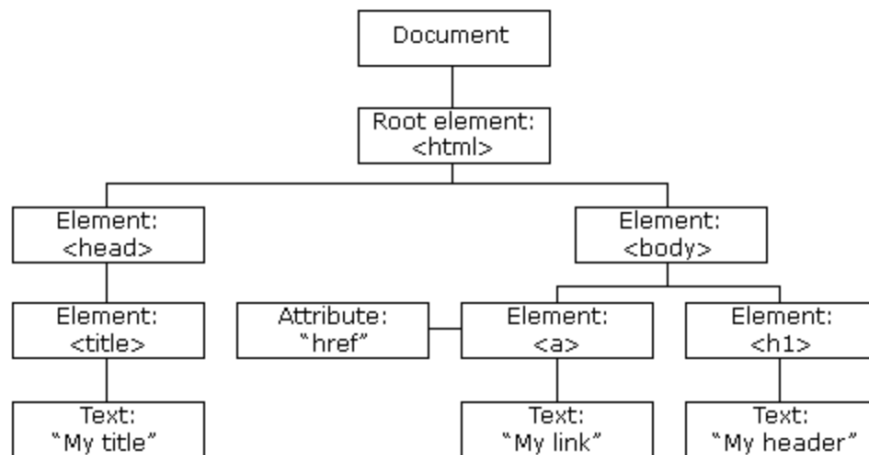 Document
Root element:
<html>
Element:
<head>
Element:
<body>
Element:
<title>
Attribute:
“href”
Element:
<a>
Element:
<h1>
Text:
“My title”
Text:
“My link”
Text:
“My header”